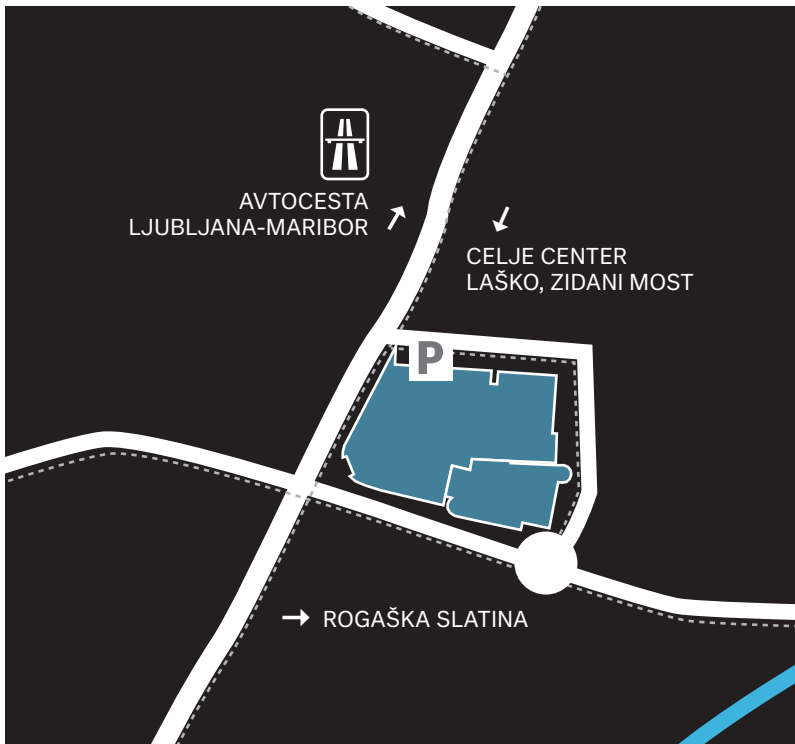 AVTOCESTA
LJUBLJANA-MARIBOR
CELJE CENTER
LAŠKO, ZIDANI MOST
P
ROGAŠKA SLATINA